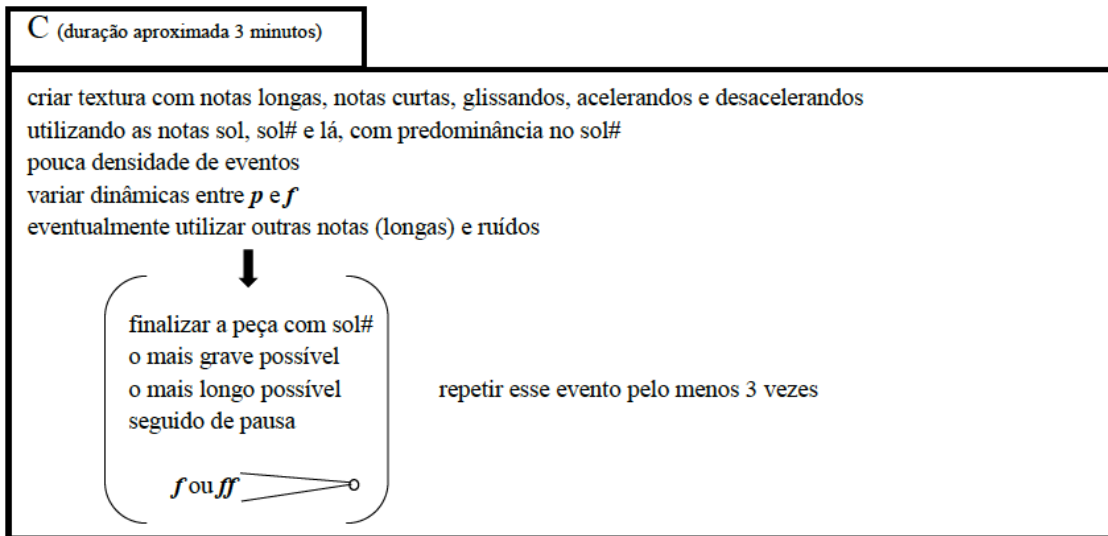 C (duração aproximada 3 minutos)
criar textura com notas longas, notas curtas, glissandos, acelerandos e desacelerandos
utilizando as notas sol, sol# e lá, com predominância no sol#
pouca densidade de eventos
variar dinâmicas entre p e f
eventualmente utilizar outras notas (longas) e ruídos
finalizar a peça com sol#
o mais grave possível
o mais longo possível
seguido de pausa
repetir esse evento pelo menos 3 vezes
f ou ff